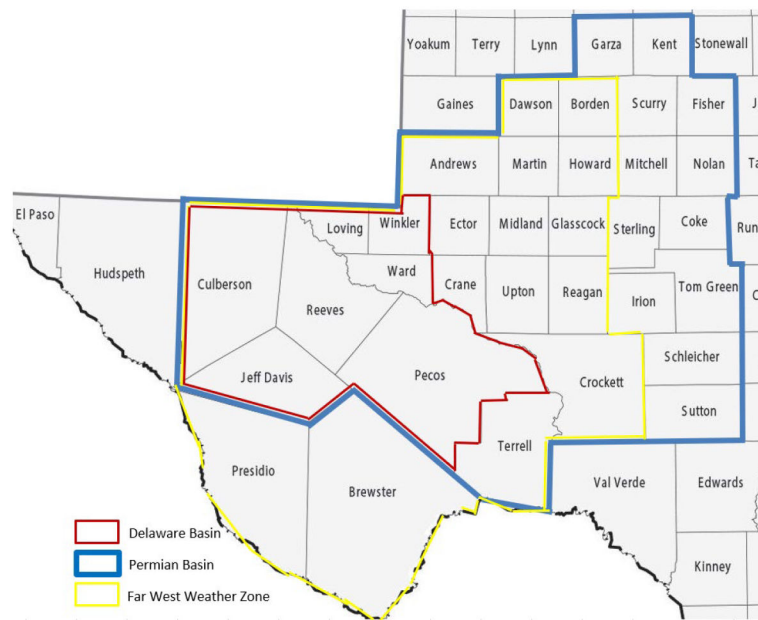 Yoakum Terry Lynn Garza Kent Stonewall
Gaines Dawson Borden Scurry Fisher J
Andrews Martin Howard Mitchell Nolan Ta
El Paso Hudspeth Culberson Loving Winkler Ector Midland Glasscock Sterling Coke Run
Reeves Ward Crane Upton Reagan Irion Tom Green C
Jeff Davis Pecos Crockett Schleicher
Sutton
Presidio Brewster Terrell Val Verde Edwards
Kinney
Delaware Basin
Permian Basin
Far West Weather Zone